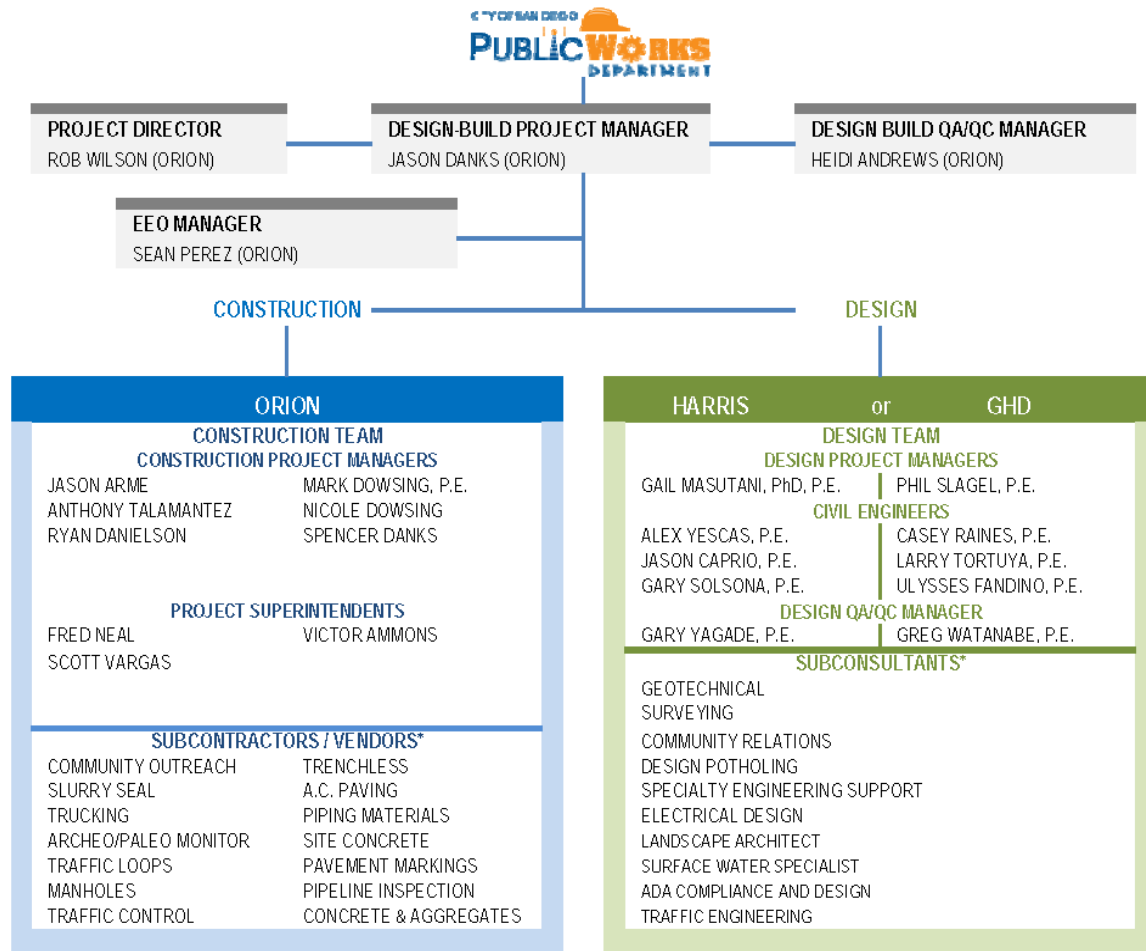 CITY OF SAN DIEGO
PUBLIC WORKS
DEPARTMENT
PROJECT DIRECTOR
ROB WILSON (ORION)
DESIGN-BUILD PROJECT MANAGER
JASON DANKS (ORION)
DESIGN BUILD QA/QC MANAGER
HEIDI ANDREWS (ORION)
EEO MANAGER
SEAN PEREZ (ORION)
CONSTRUCTION
DESIGN
ORION
CONSTRUCTION TEAM
CONSTRUCTION PROJECT MANAGERS
JASON ARME MARK DOWSING, P.E.
ANTHONY TALAMANTEZ NICOLE DOWSING
RYAN DANIELSON SPENCER DANKS
PROJECT SUPERINTENDENTS
FRED NEAL VICTOR AMMONS
SCOTT VARGAS
SUBCONTRACTORS / VENDORS*
COMMUNITY OUTREACH TRENCHLESS
SLURRY SEAL A.C. PAVING
TRUCKING PIPING MATERIALS
ARCHEO/PALEO MONITOR SITE CONCRETE
TRAFFIC LOOPS PAVEMENT MARKINGS
MANHOLES PIPELINE INSPECTION
TRAFFIC CONTROL CONCRETE & AGGREGATES
HARRIS or GHD
DESIGN TEAM
DESIGN PROJECT MANAGERS
GAIL MASUTANI, PhD, P.E. PHIL SLAGEL, P.E.
CIVIL ENGINEERS
ALEX YESCAS, P.E. CASEY RAINES, P.E.
JASON CAPRIO, P.E. LARRY TORTUYA, P.E.
GARY SOLSONA, P.E. ULYSSES FANDINO, P.E.
DESIGN QA/QC MANAGER
GARY YAGADE, P.E. GREG WATANABE, P.E.
SUBCONSULTANTS*
GEOTECHNICAL
SURVEYING
COMMUNITY RELATIONS
DESIGN POTHOLING
SPECIALTY ENGINEERING SUPPORT
ELECTRICAL DESIGN
LANDSCAPE ARCHITECT
SURFACE WATER SPECIALIST
ADA COMPLIANCE AND DESIGN
TRAFFIC ENGINEERING